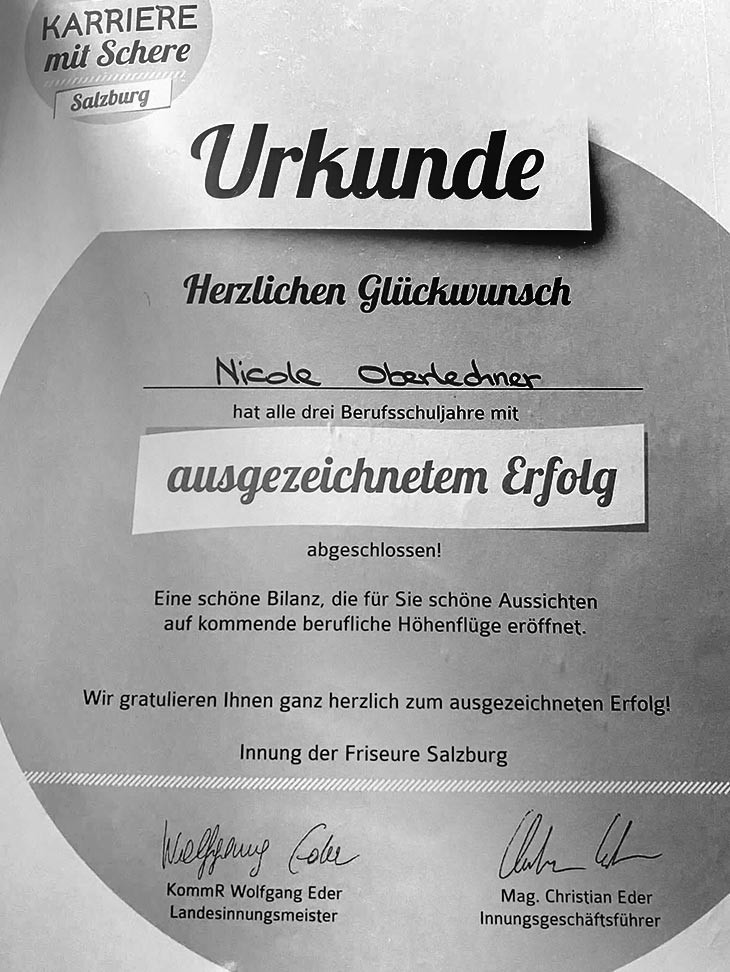 KARRIERE
mit Schere
Salzburg
Urkunde
Herzlichen Glückwunsch
Nicole Oberlechner
hat alle drei Berufsschuljahre mit
ausgezeichnetem Erfolg
abgeschlossen!
Eine schöne Bilanz, die für Sie schöne Aussichten
auf kommende berufliche Höhenflüge eröffnet.
Wir gratulieren Ihnen ganz herzlich zum ausgezeichneten Erfolg!
Innung der Friseure Salzburg
Wolfgang Eder
KommR Wolfgang Eder
Landesinnungsmeister
Mag. Christian Eder
Innungsgeschäftsführer